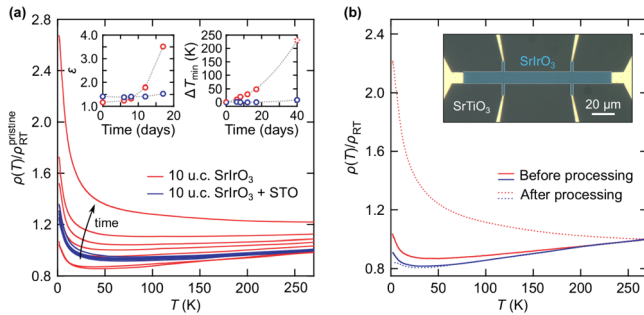 (a)
ρ(T)/ρ_RT^pristine
2.8
2.4
2.0
1.6
1.2
0.8
0
50
100
150
200
250
T (K)
ε
4.0
3.0
2.0
1.0
0
10
20
Time (days)
ΔT_min (K)
250
200
150
100
50
0
0
20
40
Time (days)
10 u.c. SrIrO₃
10 u.c. SrIrO₃ + STO
time
(b)
ρ(T)/ρ_RT
2.4
2.0
1.6
1.2
0.8
0
50
100
150
200
250
T (K)
SrIrO₃
SrTiO₃
20 µm
Before processing
After processing